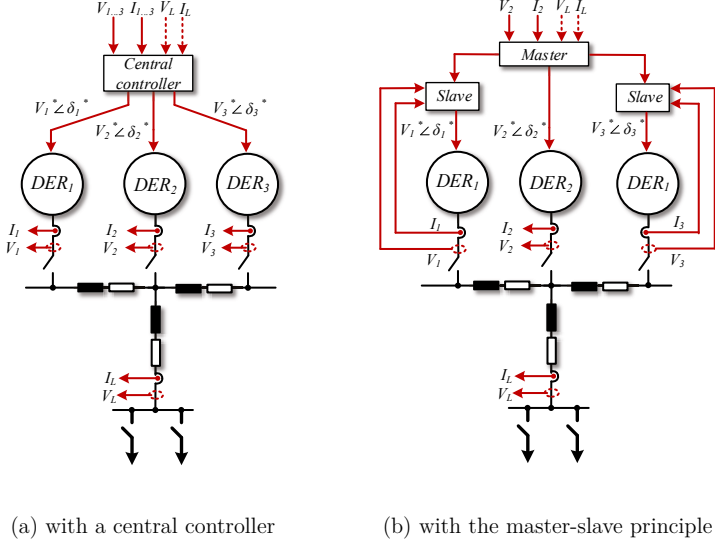 V1...3 I1...3 VL IL
Central
controller
V1*∠δ1*
V2*∠δ2*
V3*∠δ3*
DER1
DER2
DER3
I1
V1
I2
V2
I3
V3
IL
VL
(a) with a central controller
V2 I2 VL IL
Master
Slave
Slave
V1*∠δ1*
V2*∠δ2*
V3*∠δ3*
DER1
DER2
DER1
I1
V1
I2
V2
I3
V3
IL
VL
(b) with the master-slave principle